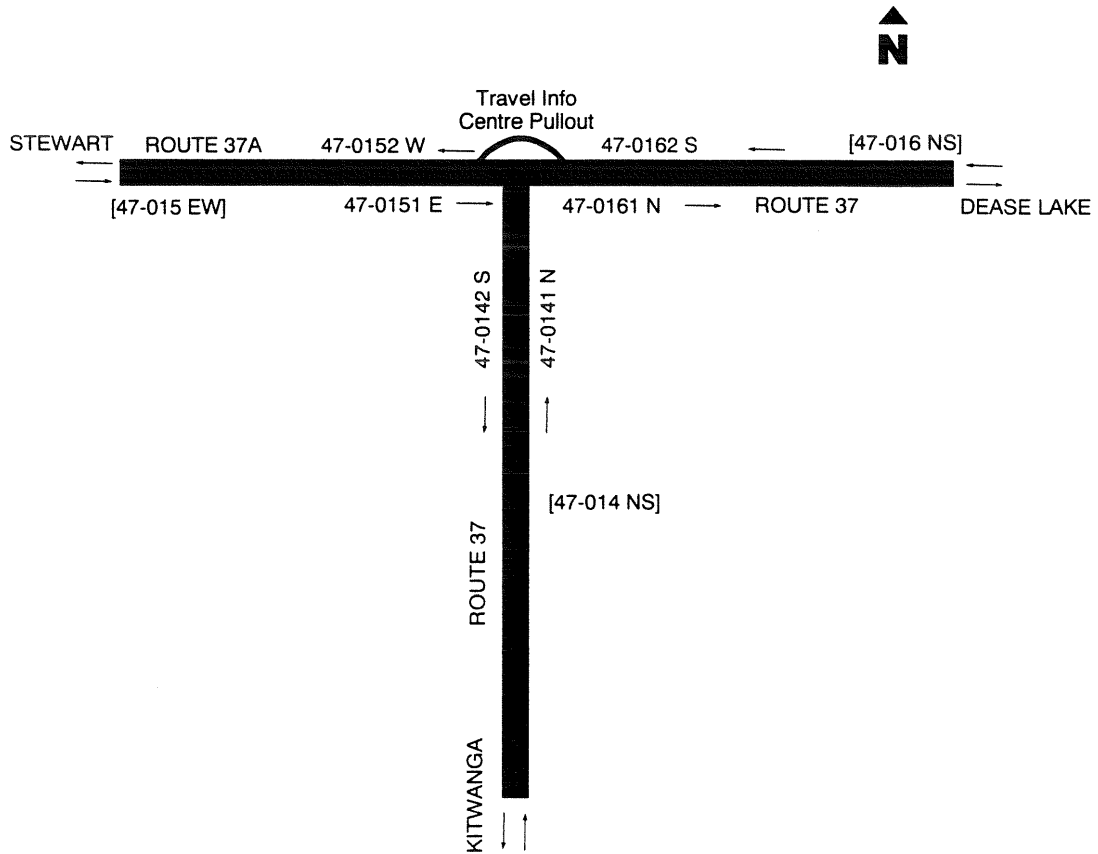 N
Travel Info
Centre Pullout
STEWART ROUTE 37A 47-0152 W 47-0162 S [47-016 NS]
[47-015 EW] 47-0151 E 47-0161 N ROUTE 37 DEASE LAKE
47-0142 S
47-0141 N
[47-014 NS]
ROUTE 37
KITWANGA